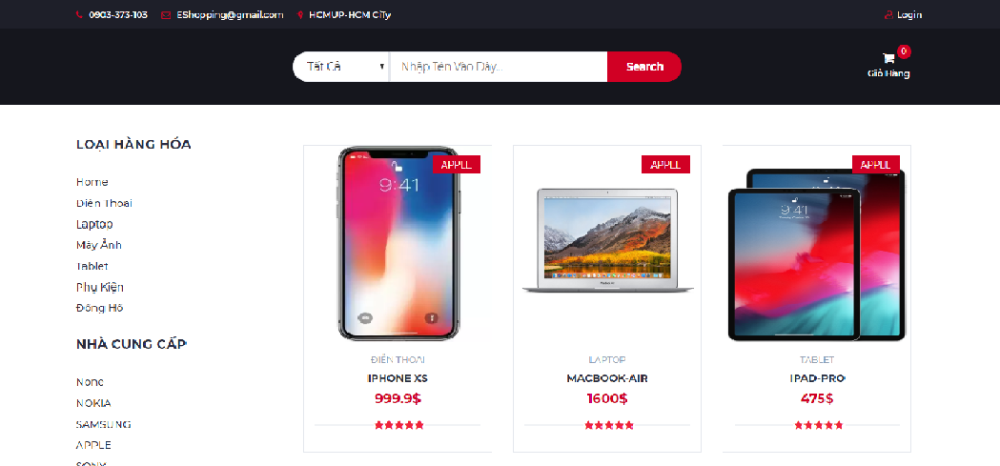 0903-373-103 EShopping@gmail.com HCMUP-HCM CiTy Login
Tất Cả Nhập Tên Vào Đây... Search
0
Giỏ Hàng
LOẠI HÀNG HÓA
Home
Điện Thoại
Laptop
Máy Ảnh
Tablet
Phụ Kiện
Đồng Hồ
NHÀ CUNG CẤP
None
NOKIA
SAMSUNG
APPLE
SONY
APPLE
9:41
ĐIỆN THOẠI
IPHONE XS
999.9$
APPLE
LAPTOP
MACBOOK-AIR
1600$
APPLE
9:41
9:41
TABLET
IPAD-PRO
475$